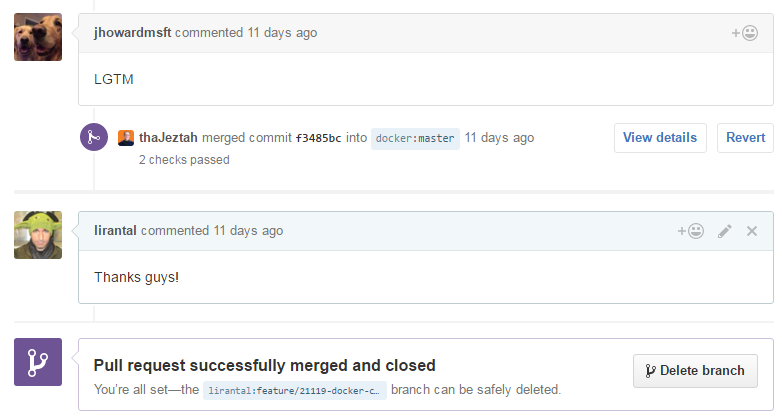 jhowardmsft commented 11 days ago
LGTM
thaJeztah merged commit f3485bc into docker:master 11 days ago
View details
Revert
2 checks passed
lirantal commented 11 days ago
Thanks guys!
Pull request successfully merged and closed
Delete branch
You're all set—the lirantal:feature/21119-docker-c… branch can be safely deleted.